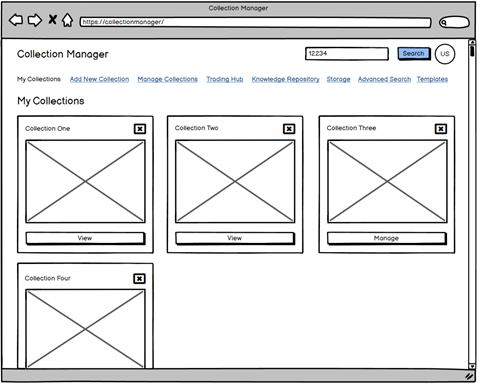 Collection Manager
https://collectionmanager/
Collection Manager
12234
Search
US
My Collections Add New Collection Manage Collections Trading Hub Knowledge Repository Storage Advanced Search Templates
My Collections
Collection One
Collection Two
Collection Three
View
View
Manage
Collection Four